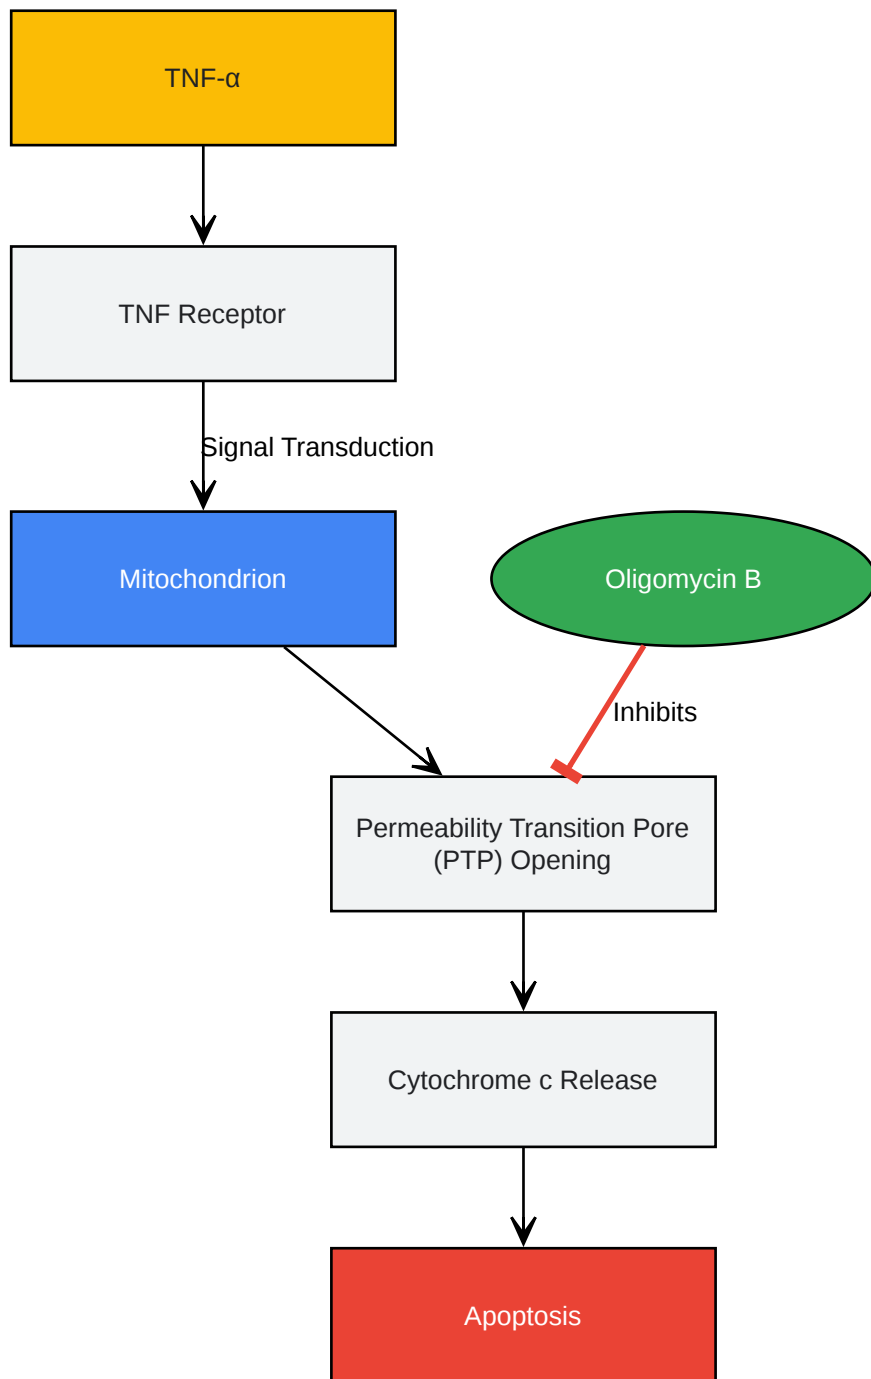 TNF-α
TNF Receptor
Signal Transduction
Mitochondrion
Oligomycin B
Inhibits
Permeability Transition Pore
(PTP) Opening
Cytochrome c Release
Apoptosis